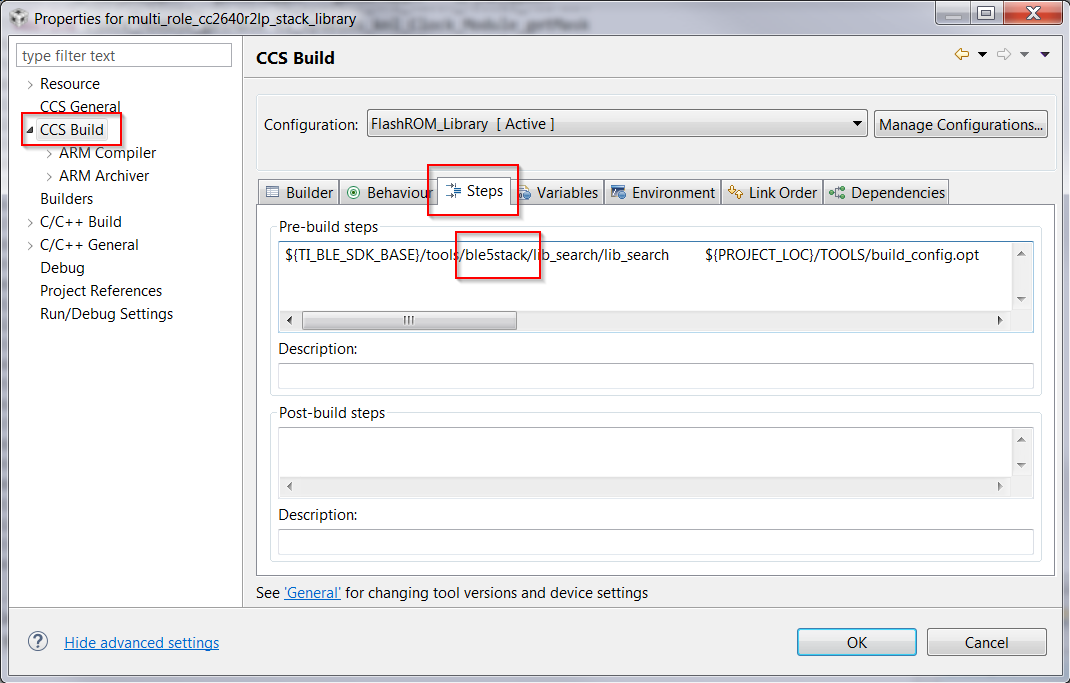 Properties for multi_role_cc2640r2lp_stack_library
type filter text
Resource
CCS General
CCS Build
ARM Compiler
ARM Archiver
Builders
C/C++ Build
C/C++ General
Debug
Project References
Run/Debug Settings
CCS Build
Configuration: FlashROM_Library [ Active ] Manage Configurations...
Builder Behaviour Steps Variables Environment Link Order Dependencies
Pre-build steps
${TI_BLE_SDK_BASE}/tools/ble5stack/lib_search/lib_search ${PROJECT_LOC}/TOOLS/build_config.opt
Description:
Post-build steps
Description:
See 'General' for changing tool versions and device settings
Hide advanced settings OK Cancel